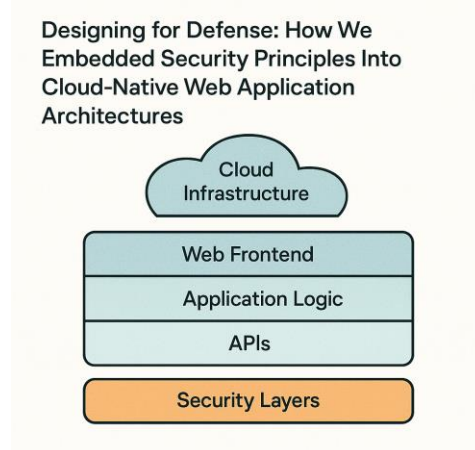 Designing for Defense: How We
Embedded Security Principles Into
Cloud-Native Web Application
Architectures
Cloud
Infrastructure
Web Frontend
Application Logic
APIs
Security Layers